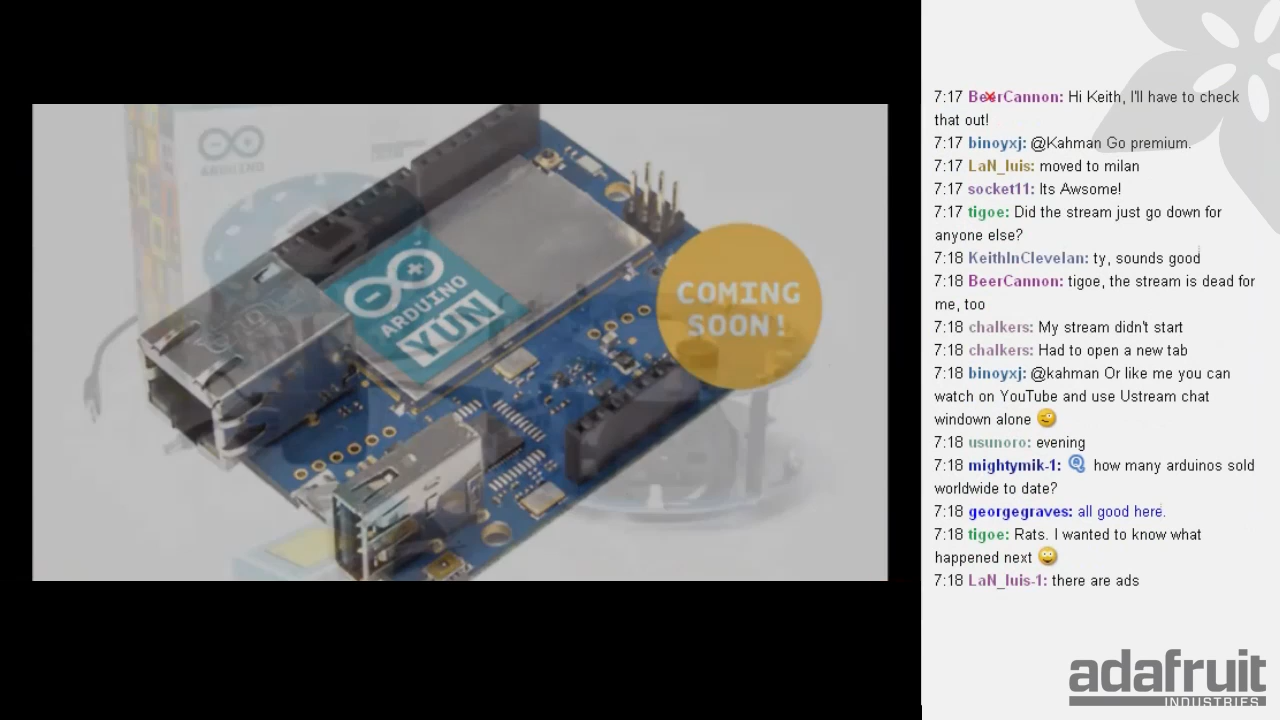 ARDUINO
ARDUINO
YUN
COMING
SOON!
7:17 BeerCannon: Hi Keith, I'll have to check
that out!
7:17 binoyxj: @Kahman Go premium.
7:17 LaN_luis: moved to milan
7:17 socket11: Its Awsome!
7:17 tigoe: Did the stream just go down for
anyone else?
7:18 KeithInClevelan: ty, sounds good
7:18 BeerCannon: tigoe, the stream is dead for
me, too
7:18 chalkers: My stream didn't start
7:18 chalkers: Had to open a new tab
7:18 binoyxj: @kahman Or like me you can
watch on YouTube and use Ustream chat
windown alone
7:18 usunoro: evening
7:18 mightymik-1: how many arduinos sold
worldwide to date?
7:18 georgegraves: all good here.
7:18 tigoe: Rats. I wanted to know what
happened next
7:18 LaN_luis-1: there are ads
adafruit
INDUSTRIES